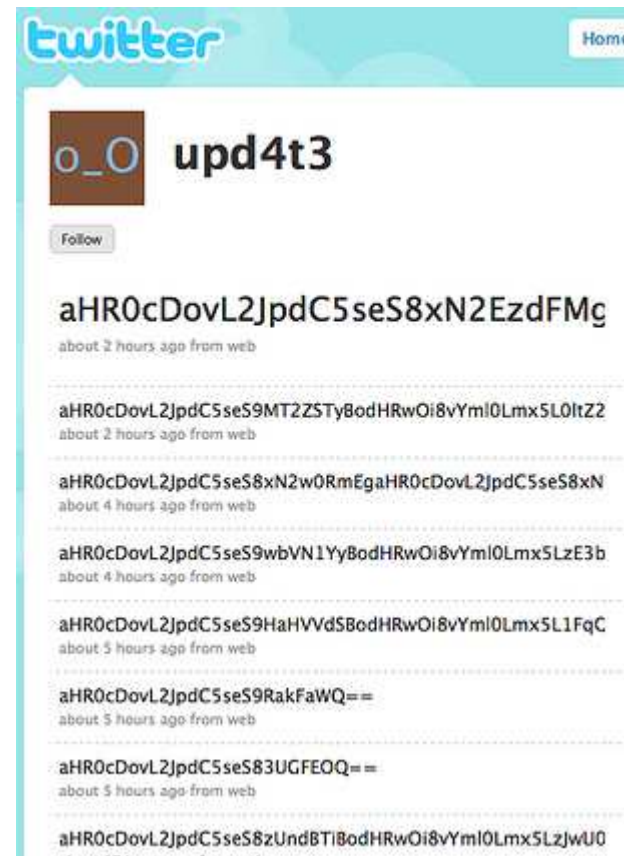 twitter
Home
o_O
upd4t3
Follow
aHR0cDovL2JpdC5seS8xN2EzdFMg
about 2 hours ago from web
aHR0cDovL2JpdC5seS9MT2ZSTyBodHRwOi8vYml0Lmx5L0ltZ2
about 2 hours ago from web
aHR0cDovL2JpdC5seS8xN2w0RmEgaHR0cDovL2JpdC5seS8xN
about 4 hours ago from web
aHR0cDovL2JpdC5seS9wbVN1YyBodHRwOi8vYml0Lmx5LzE3b
about 4 hours ago from web
aHR0cDovL2JpdC5seS9HaHVVdSBodHRwOi8vYml0Lmx5L1FqC
about 5 hours ago from web
aHR0cDovL2JpdC5seS9RakFaWQ==
about 5 hours ago from web
aHR0cDovL2JpdC5seS83UGFEOQ==
about 5 hours ago from web
aHR0cDovL2JpdC5seS8zUndBTiBodHRwOi8vYml0Lmx5LzJwU0